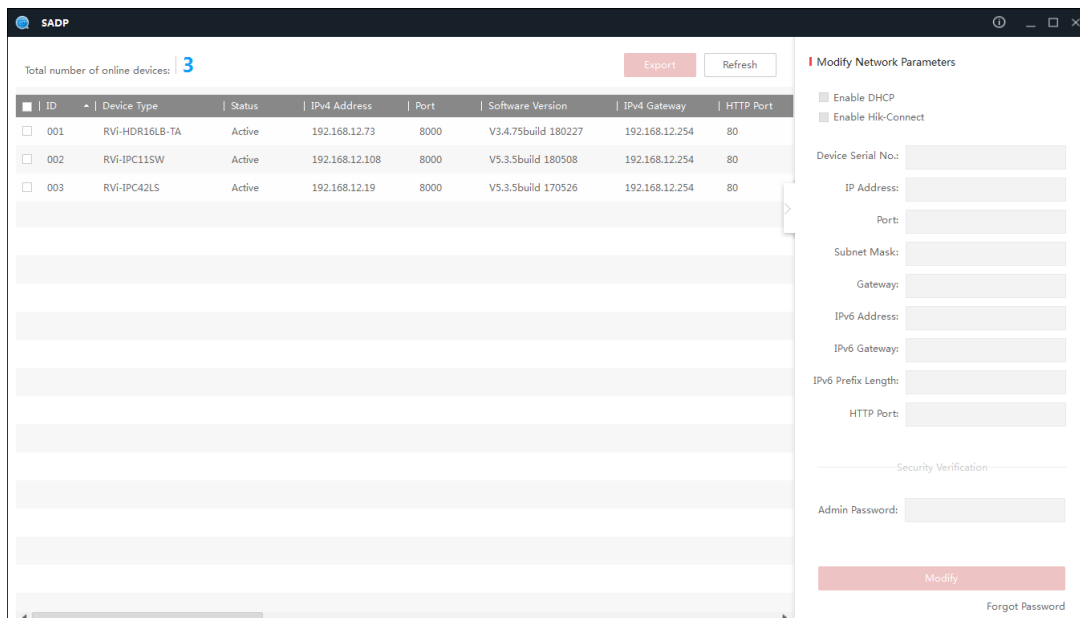 SADP
Total number of online devices: 3
Export
Refresh
ID Device Type Status IPv4 Address Port Software Version IPv4 Gateway HTTP Port
001 RVi-HDR16LB-TA Active 192.168.12.73 8000 V3.4.75build 180227 192.168.12.254 80
002 RVi-IPC11SW Active 192.168.12.108 8000 V5.3.5build 180508 192.168.12.254 80
003 RVi-IPC42LS Active 192.168.12.19 8000 V5.3.5build 170526 192.168.12.254 80
Modify Network Parameters
Enable DHCP
Enable Hik-Connect
Device Serial No.:
IP Address:
Port:
Subnet Mask:
Gateway:
IPv6 Address:
IPv6 Gateway:
IPv6 Prefix Length:
HTTP Port:
Security Verification
Admin Password:
Modify
Forgot Password